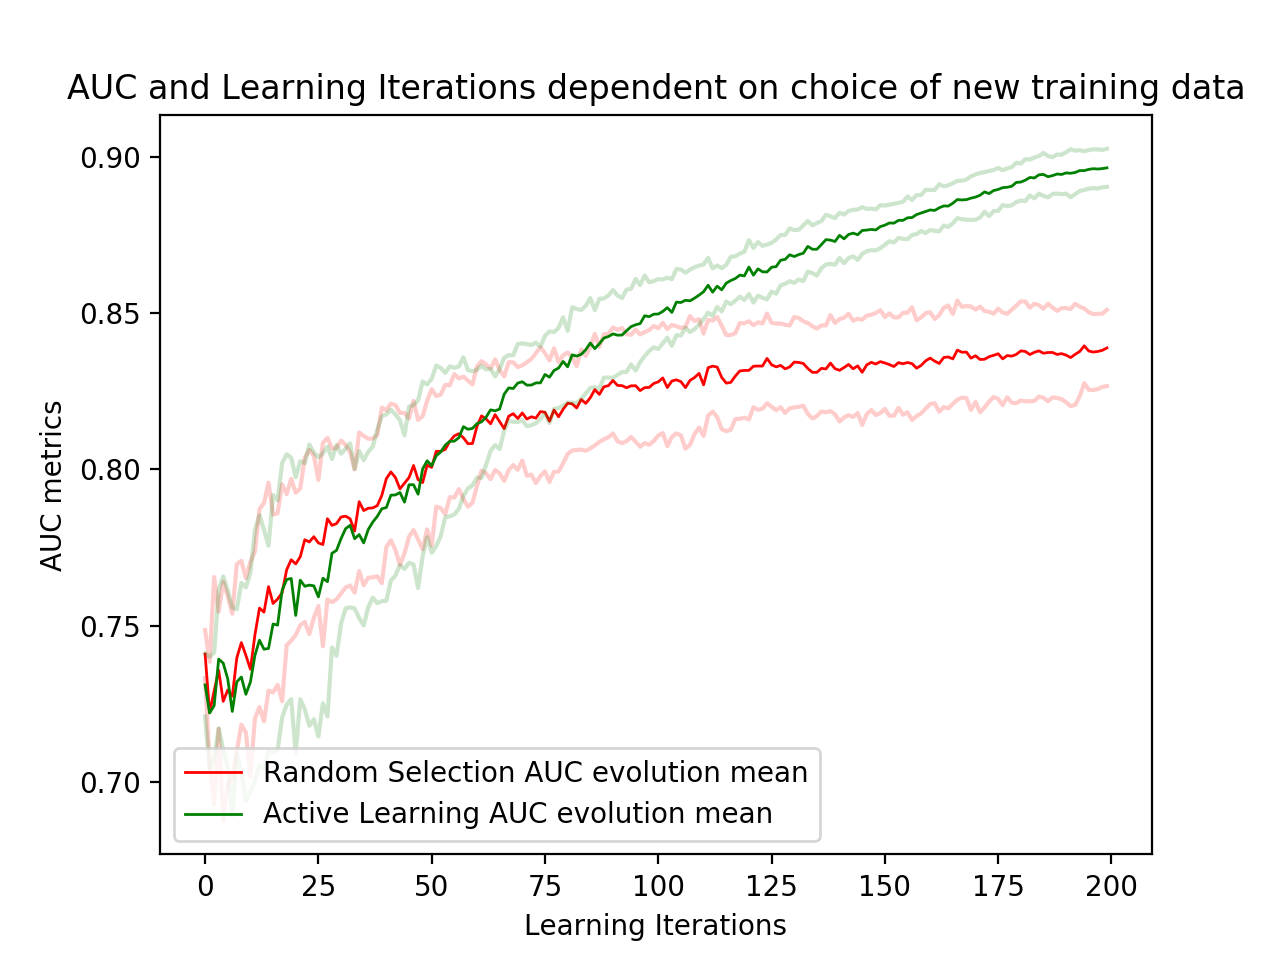 AUC and Learning Iterations dependent on choice of new training data
AUC metrics
0.90
0.85
0.80
0.75
0.70
Random Selection AUC evolution mean
Active Learning AUC evolution mean
0 25 50 75 100 125 150 175 200
Learning Iterations